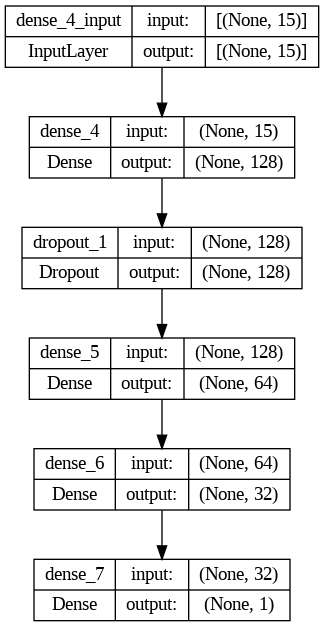 dense_4_input input: [(None, 15)]
InputLayer output: [(None, 15)]
dense_4 input: (None, 15)
Dense output: (None, 128)
dropout_1 input: (None, 128)
Dropout output: (None, 128)
dense_5 input: (None, 128)
Dense output: (None, 64)
dense_6 input: (None, 64)
Dense output: (None, 32)
dense_7 input: (None, 32)
Dense output: (None, 1)